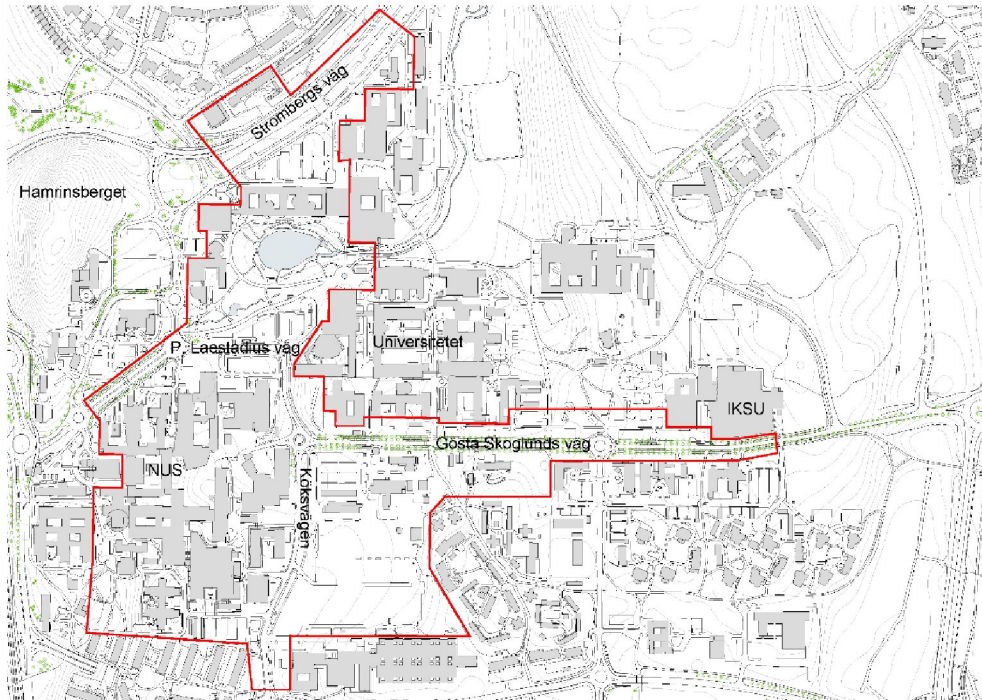 Strombergs väg
Hamrinsberget
P. Laestadius väg
Universitetet
IKSU
Gösta Skoglunds väg
NUS
Köksvägen